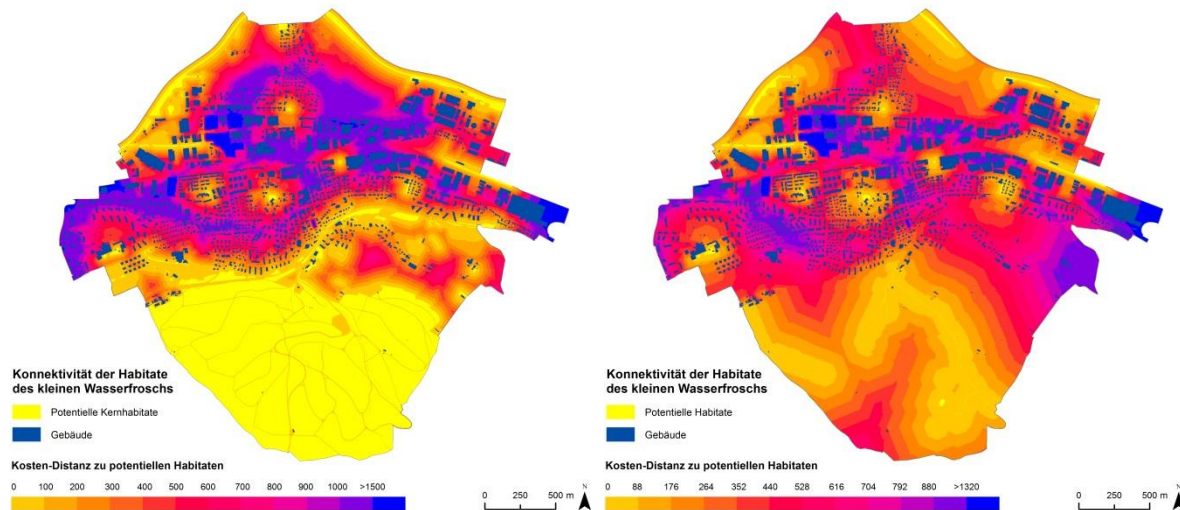 Konnektivität der Habitate
des kleinen Wasserfroschs
Potentielle Kernhabitate
Gebäude
Kosten-Distanz zu potentiellen Habitaten
0 100 200 300 400 500 600 700 800 900 1000 >1500
0 250 500 m
N
Konnektivität der Habitate
des kleinen Wasserfroschs
Potentielle Habitate
Gebäude
Kosten-Distanz zu potentiellen Habitaten
0 88 176 264 352 440 528 616 704 792 880 >1320
0 250 500 m
N